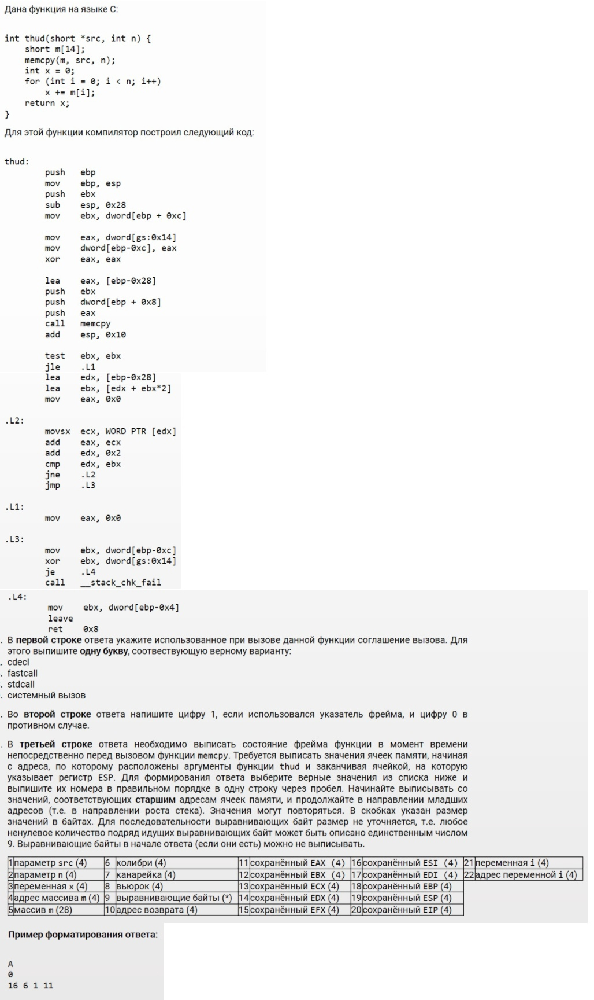 Дана функция на языке C:
int thud(short *src, int n) {
short m[14];
memcpy(m, src, n);
int x = 0;
for (int i = 0; i < n; i++)
x += m[i];
return x;
}
Для этой функции компилятор построил следующий код:
thud:
push ebp
mov ebp, esp
push ebx
sub esp, 0x28
mov ebx, dword[ebp + 0xc]
mov eax, dword[gs:0x14]
mov dword[ebp-0xc], eax
xor eax, eax
lea eax, [ebp-0x28]
push ebx
push dword[ebp + 0x8]
push eax
call memcpy
add esp, 0x10
test ebx, ebx
jle .L1
lea edx, [ebp-0x28]
lea ebx, [edx + ebx*2]
mov eax, 0x0
.L2:
movsx ecx, WORD PTR [edx]
add eax, ecx
add edx, 0x2
cmp edx, ebx
jne .L2
jmp .L3
.L1:
mov eax, 0x0
.L3:
mov ebx, dword[ebp-0xc]
xor ebx, dword[gs:0x14]
je .L4
call __stack_chk_fail
.L4:
mov ebx, dword[ebp-0x4]
leave
ret 0x8
. В первой строке ответа укажите использованное при вызове данной функции соглашение вызова. Для
этого выпишите одну букву, соотвествующую верному варианту:
. cdecl
. fastcall
. stdcall
. системный вызов
. Во второй строке ответа напишите цифру 1, если использовался указатель фрейма, и цифру 0 в
противном случае.
. В третьей строке ответа необходимо выписать состояние фрейма функции в момент времени
непосредственно перед вызовом функции memcpy. Требуется выписать значения ячеек памяти, начиная
с адреса, по которому расположены аргументы функции thud и заканчивая ячейкой, на которую
указывает регистр ESP. Для формирования ответа выберите верные значения из списка ниже и
выпишите их номера в правильном порядке в одну строку через пробел. Начинайте выписывать со
значений, соответствующих старшим адресам ячеек памяти, и продолжайте в направлении младших
адресов (т.е. в направлении роста стека). Значения могут повторяться. В скобках указан размер
значений в байтах. Для последовательности выравнивающих байт размер не уточняется, т.е. любое
ненулевое количество подряд идущих выравнивающих байт может быть описано единственным числом
9. Выравнивающие байты в начале ответа (если они есть) можно не выписывать.
1 параметр src (4) 6 колибри (4) 11 сохранённый EAX (4) 16 сохранённый ESI (4) 21 переменная i (4)
2 параметр n (4) 7 канарейка (4) 12 сохранённый EBX (4) 17 сохранённый EDI (4) 22 адрес переменной i (4)
3 переменная x (4) 8 вьюрок (4) 13 сохранённый ECX (4) 18 сохранённый EBP (4)
4 адрес массива m (4) 9 выравнивающие байты (*) 14 сохранённый EDX (4) 19 сохранённый ESP (4)
5 массив m (28) 10 адрес возврата (4) 15 сохранённый EFX (4) 20 сохранённый EIP (4)
Пример форматирования ответа:
A
0
16 6 1 11